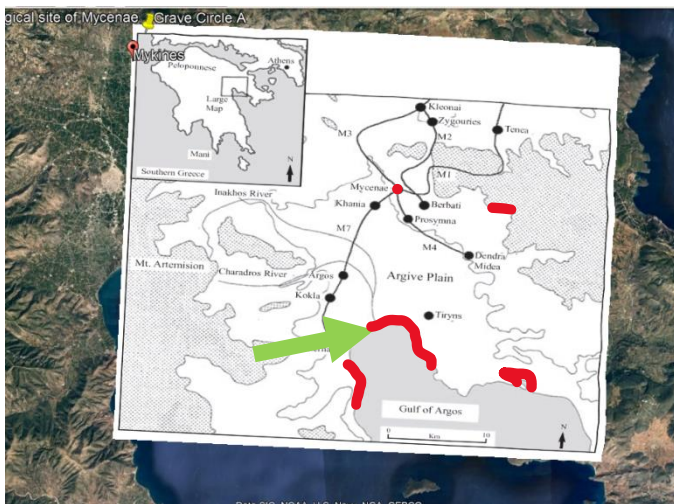 gical site of Mycenae Grave Circle A
Mykines
Peloponnese
Athens
Large
Map
Mani
N
Southern Greece
Kleonai
Zygouries
Tenea
M3
M2
M1
Mycenae
Inakhos River
Khania
Berbati
Prosymna
M7
M4
Dendra
Midea
Mt. Artemision
Charadros River
Argos
Argive Plain
Kokla
Tiryns
Gulf of Argos
0
10
Km
N